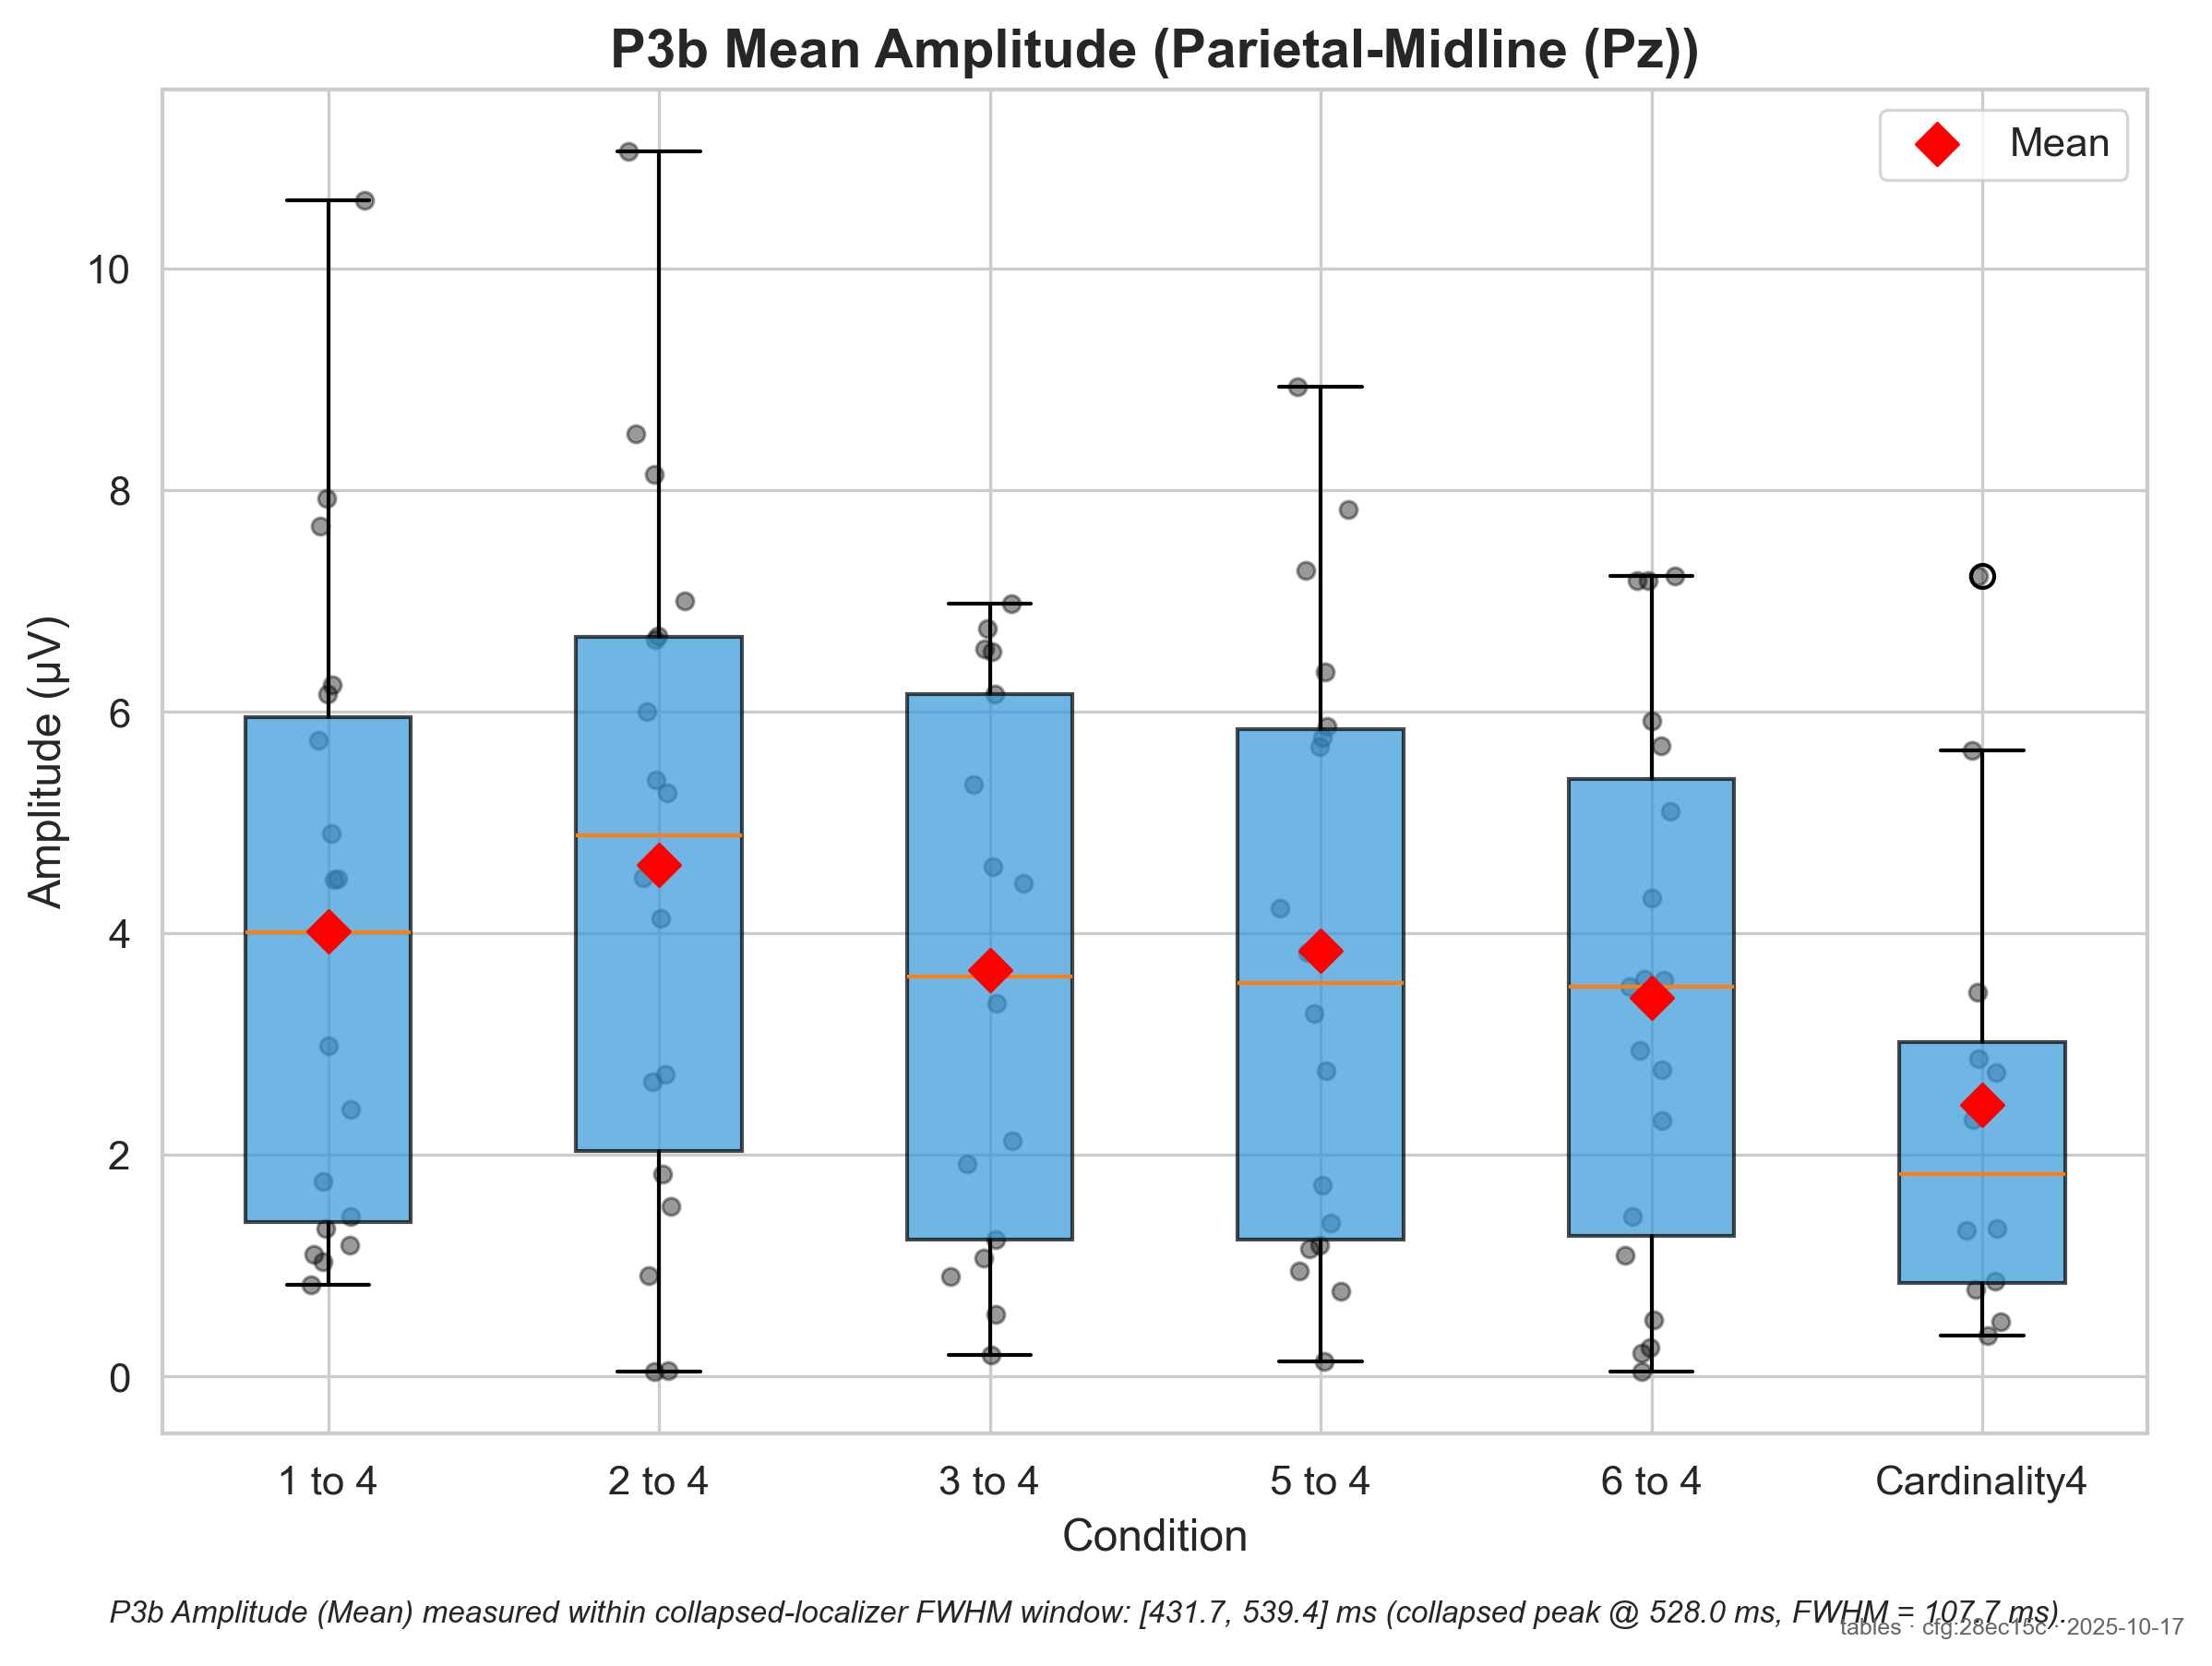 P3b Mean Amplitude (Parietal-Midline (Pz))
Mean
Amplitude (µV)
10
8
6
4
2
0
1 to 4
2 to 4
3 to 4
5 to 4
6 to 4
Cardinality4
Condition
P3b Amplitude (Mean) measured within collapsed-localizer FWHM window: [431.7, 539.4] ms (collapsed peak @ 528.0 ms, FWHM = 107.7 ms).
tables · cfg:28ec15c · 2025-10-17